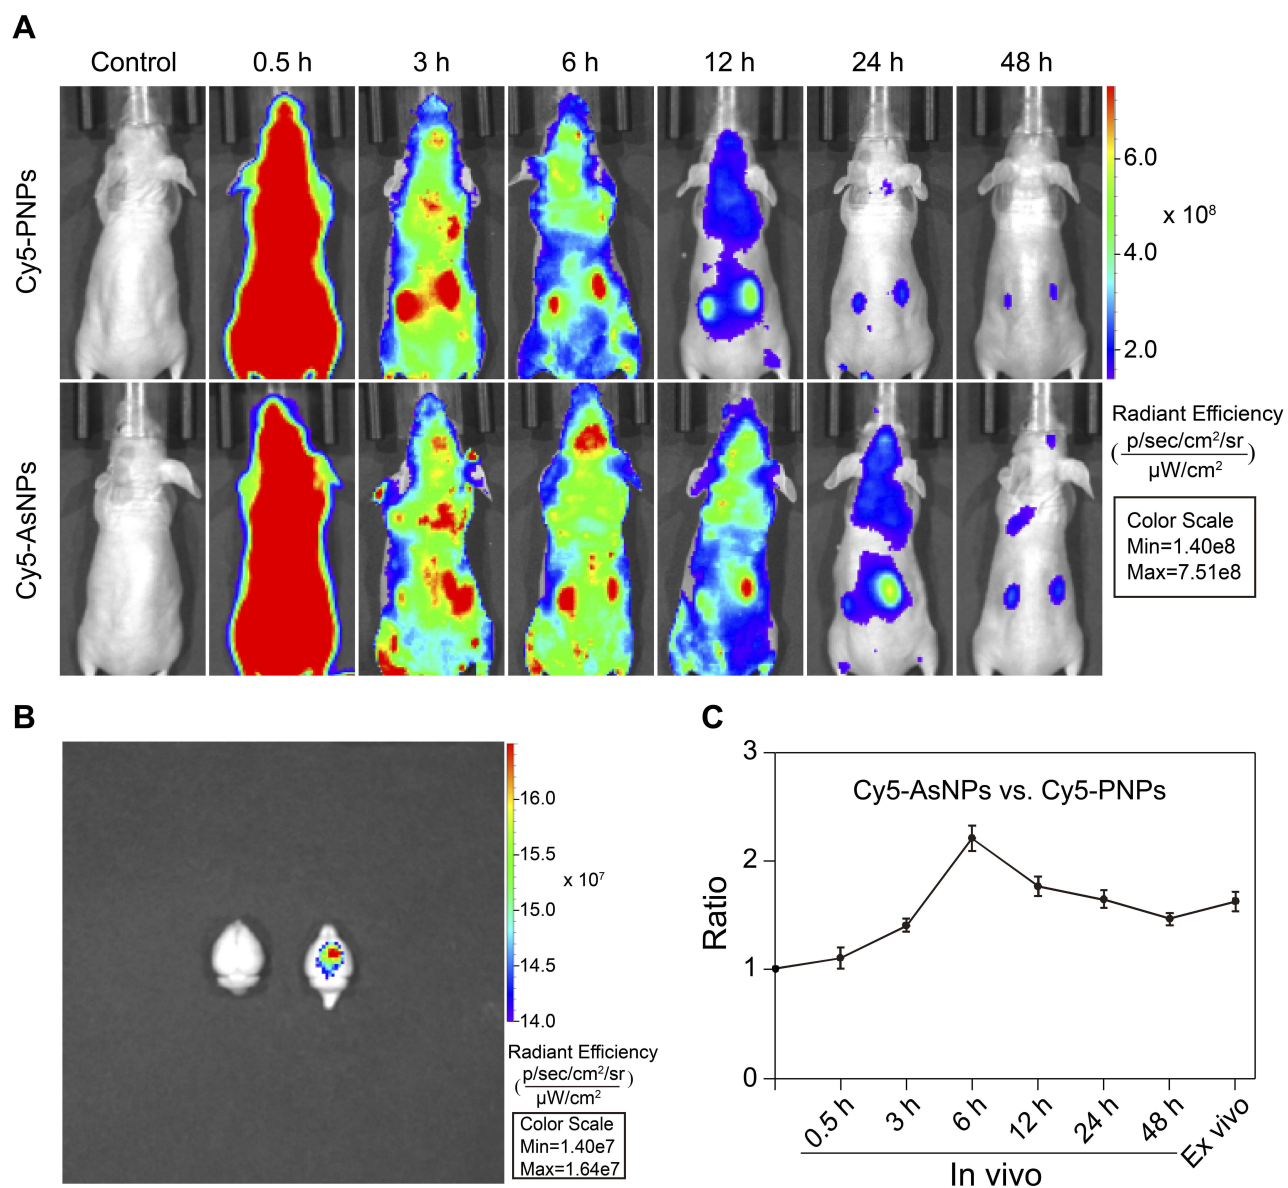 A
Control 0.5 h 3 h 6 h 12 h 24 h 48 h
Cy5-PNPs
6.0
x 10⁸
4.0
2.0
Cy5-AsNPs
Radiant Efficiency
(p/sec/cm²/sr
µW/cm²)
Color Scale
Min=1.40e8
Max=7.51e8
B
16.0
15.5
x 10⁷
15.0
14.5
14.0
Radiant Efficiency
(p/sec/cm²/sr
µW/cm²)
Color Scale
Min=1.40e7
Max=1.64e7
C
3
Cy5-AsNPs vs. Cy5-PNPs
2
Ratio
1
0
0.5 h 3 h 6 h 12 h 24 h 48 h Ex vivo
In vivo